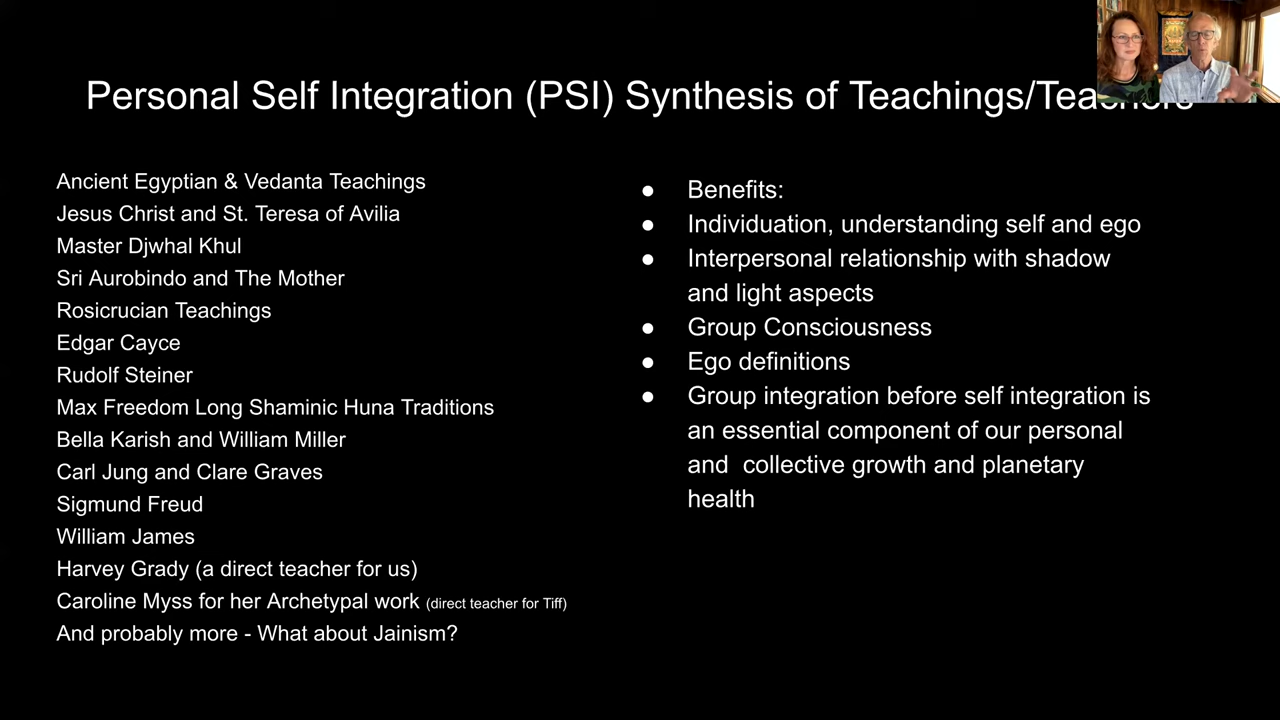 Personal Self Integration (PSI) Synthesis of Teachings/Teachers
Ancient Egyptian & Vedanta Teachings
Jesus Christ and St. Teresa of Avilia
Master Djwhal Khul
Sri Aurobindo and The Mother
Rosicrucian Teachings
Edgar Cayce
Rudolf Steiner
Max Freedom Long Shaminic Huna Traditions
Bella Karish and William Miller
Carl Jung and Clare Graves
Sigmund Freud
William James
Harvey Grady (a direct teacher for us)
Caroline Myss for her Archetypal work (direct teacher for Tiff)
And probably more - What about Jainism?
● Benefits:
● Individuation, understanding self and ego
● Interpersonal relationship with shadow
and light aspects
● Group Consciousness
● Ego definitions
● Group integration before self integration is
an essential component of our personal
and  collective growth and planetary
health